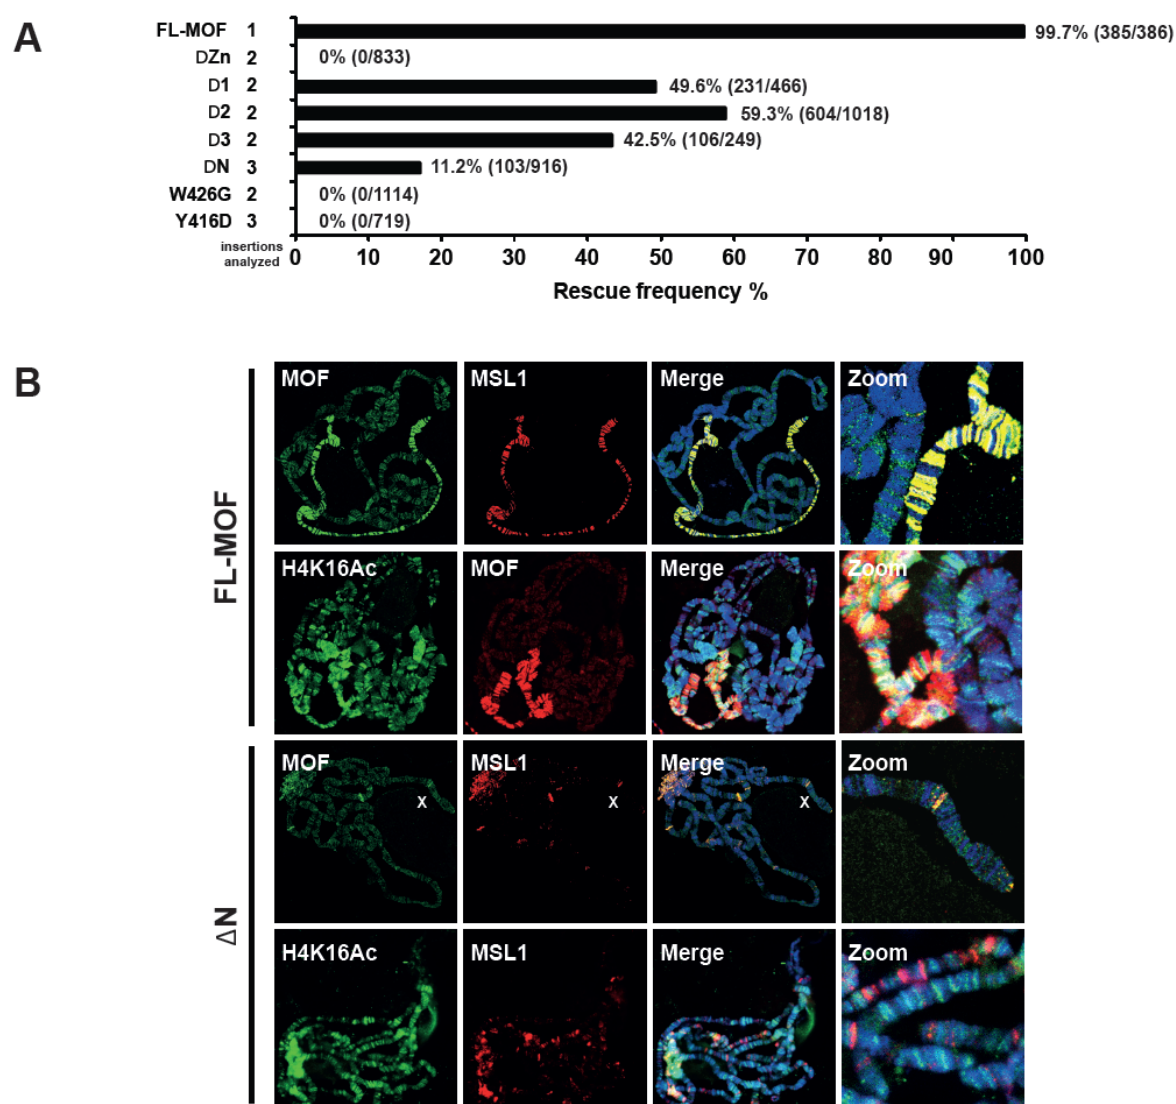 A
FL-MOF 1 99.7% (385/386)
DZn 2 0% (0/833)
D1 2 49.6% (231/466)
D2 2 59.3% (604/1018)
D3 2 42.5% (106/249)
DN 3 11.2% (103/916)
W426G 2 0% (0/1114)
Y416D 3 0% (0/719)
insertions
analyzed
0 10 20 30 40 50 60 70 80 90 100
Rescue frequency %
B
FL-MOF
MOF MSL1 Merge Zoom
H4K16Ac MOF Merge Zoom
ΔN
MOF MSL1 Merge Zoom
X X X
H4K16Ac MSL1 Merge Zoom